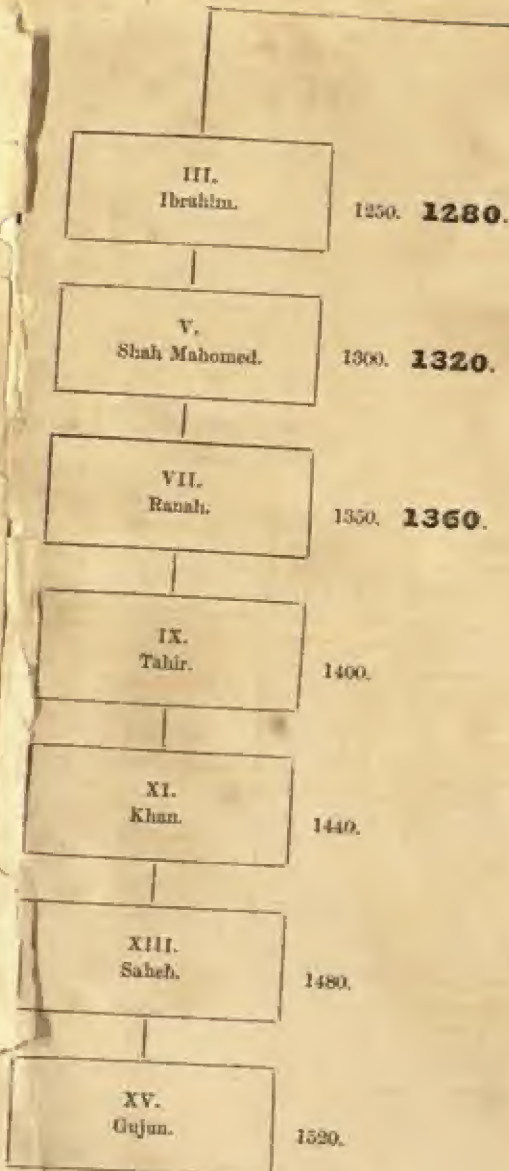 III.
Ibrahim.
1250. 1280.
V.
Shah Mahomed.
1300. 1320.
VII.
Ranah.
1350. 1360.
IX.
Tahir.
1400.
XI.
Khan.
1440.
XIII.
Saheb.
1480.
XV.
Gujun.
1520.